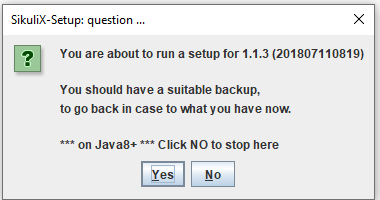 SikuliX-Setup: question ...
You are about to run a setup for 1.1.3 (201807110819)
You should have a suitable backup,
to go back in case to what you have now.
*** on Java8+ *** Click NO to stop here
Yes No